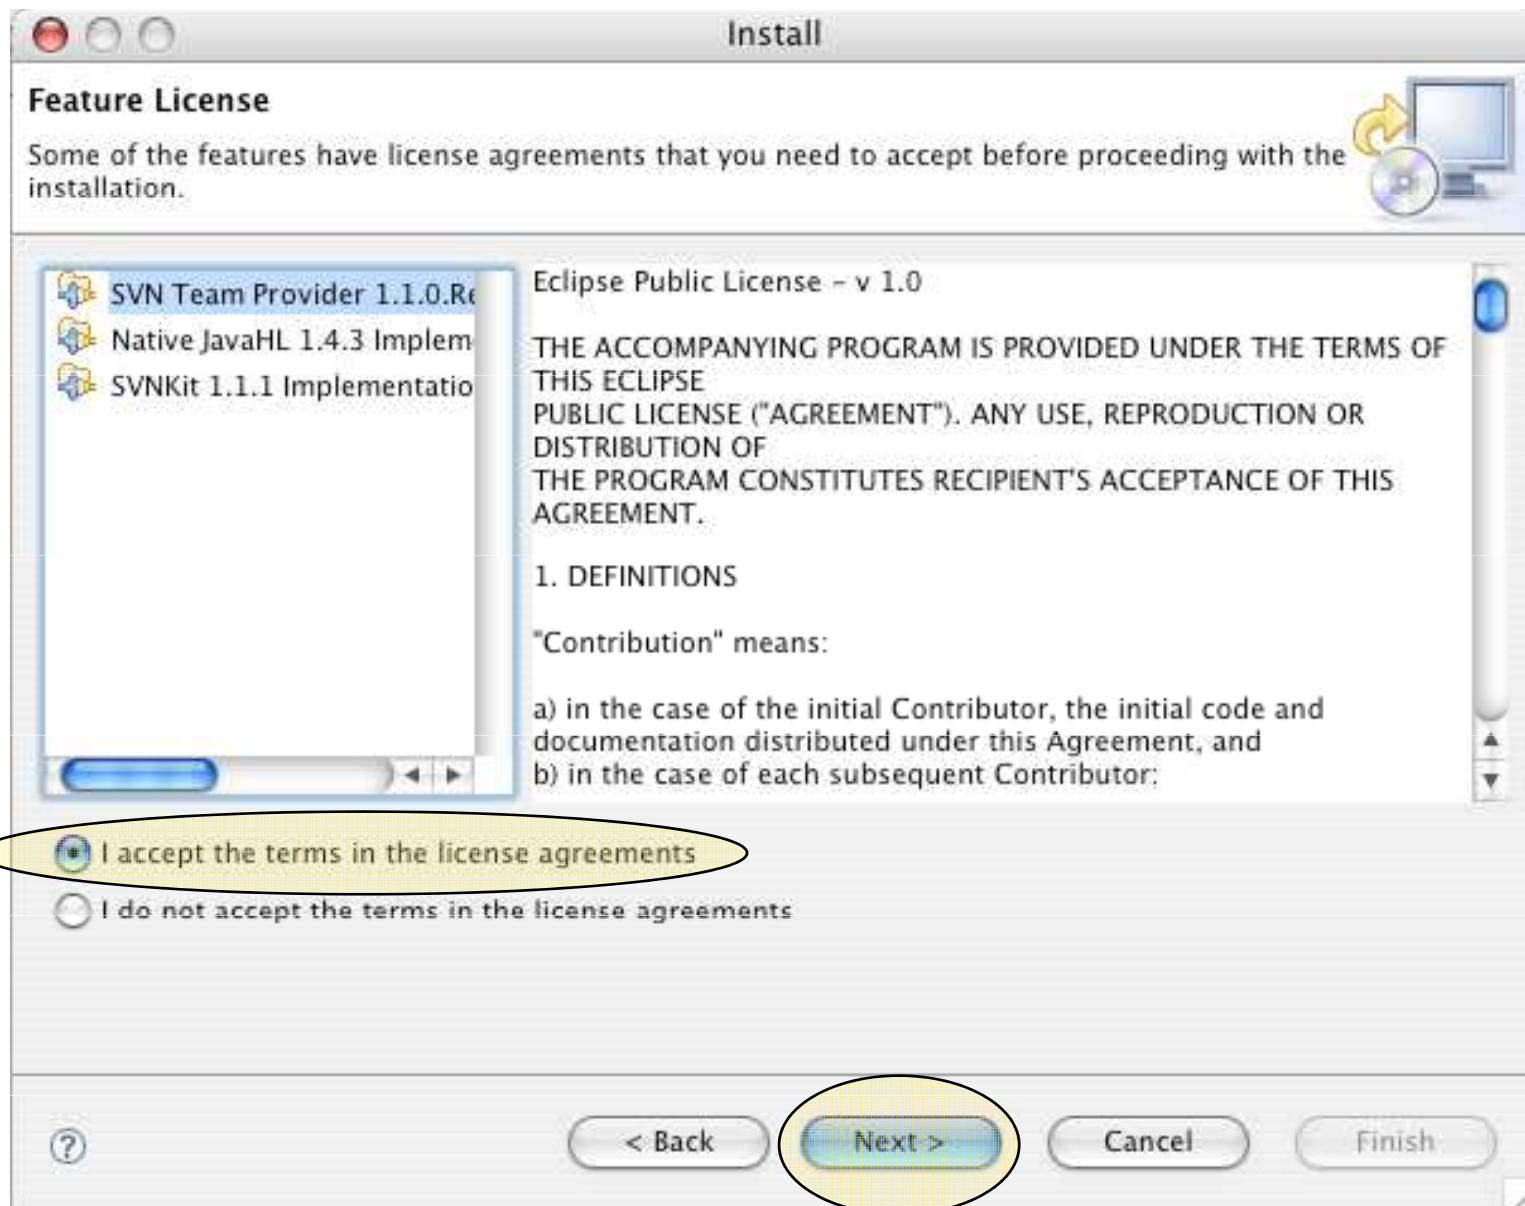 Install
Feature License
Some of the features have license agreements that you need to accept before proceeding with the
installation.
SVN Team Provider 1.1.0.Re
Native JavaHL 1.4.3 Implem
SVNKit 1.1.1 Implementatio
Eclipse Public License – v 1.0
THE ACCOMPANYING PROGRAM IS PROVIDED UNDER THE TERMS OF
THIS ECLIPSE
PUBLIC LICENSE ("AGREEMENT"). ANY USE, REPRODUCTION OR
DISTRIBUTION OF
THE PROGRAM CONSTITUTES RECIPIENT'S ACCEPTANCE OF THIS
AGREEMENT.
1. DEFINITIONS
"Contribution" means:
a) in the case of the initial Contributor, the initial code and
documentation distributed under this Agreement, and
b) in the case of each subsequent Contributor:
I accept the terms in the license agreements
I do not accept the terms in the license agreements
? < Back Next > Cancel Finish